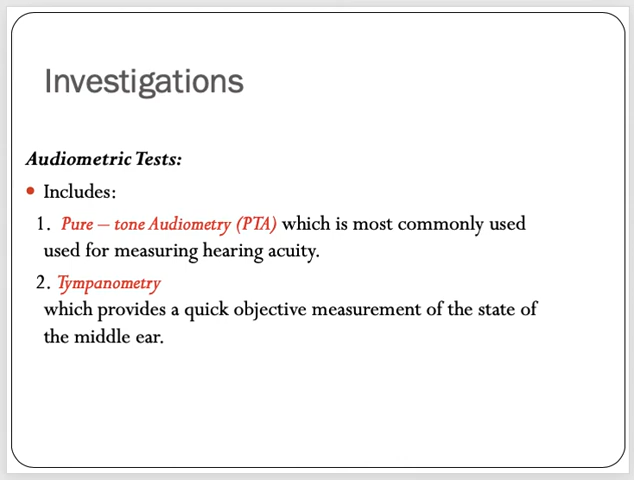 Investigations
Audiometric Tests:
• Includes:
1. Pure – tone Audiometry (PTA) which is most commonly used
used for measuring hearing acuity.
2. Tympanometry
which provides a quick objective measurement of the state of
the middle ear.